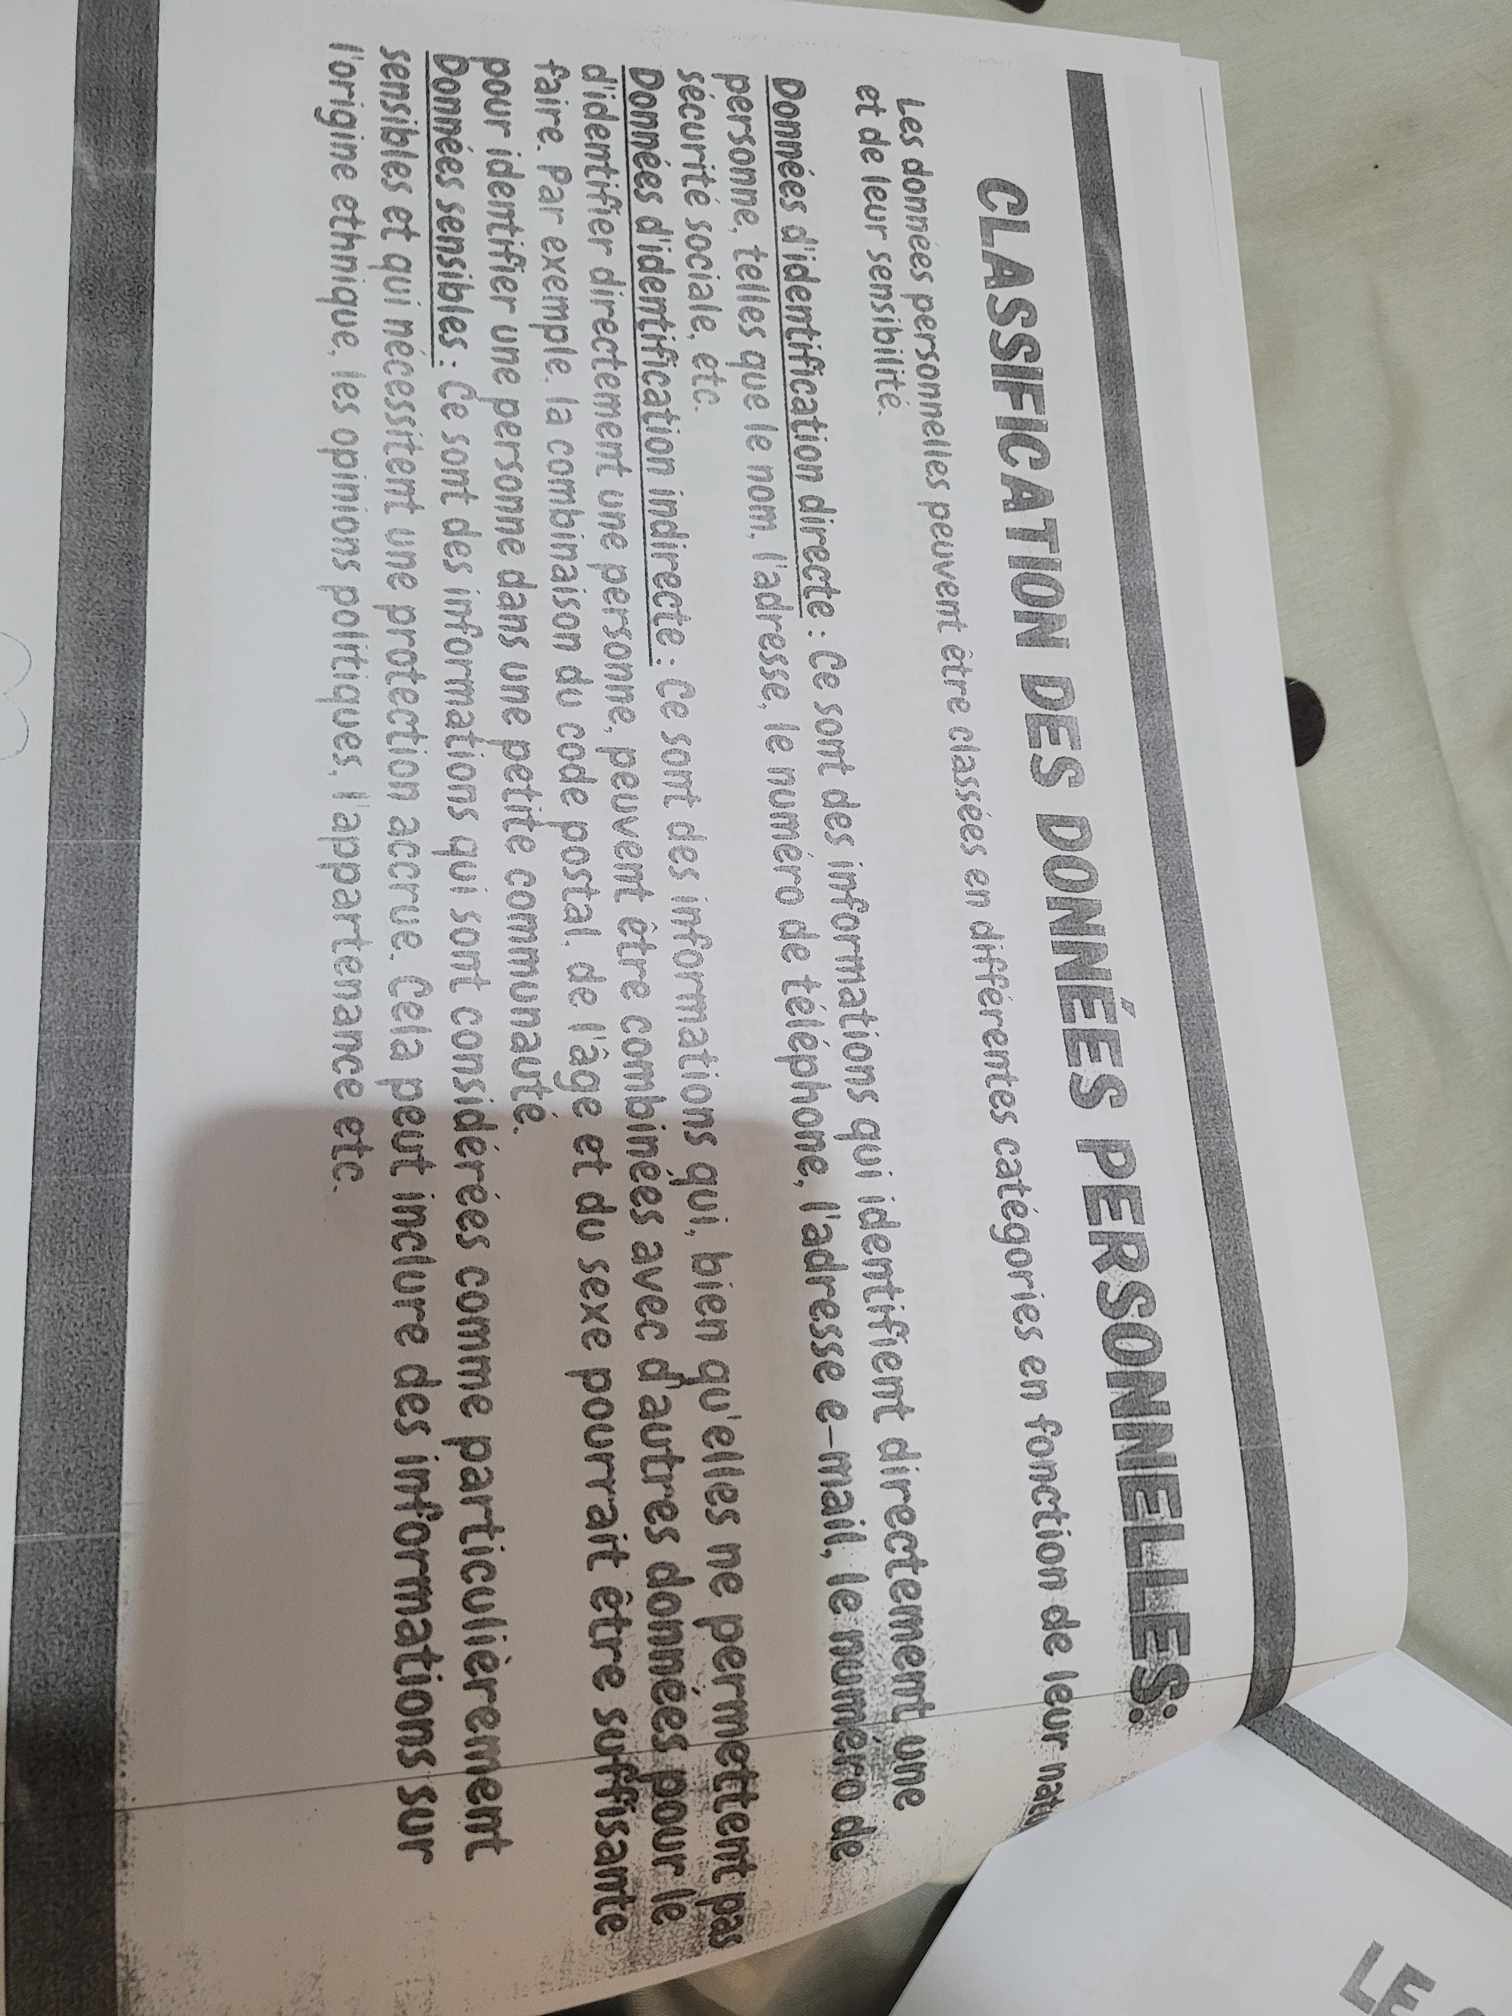 CLASSIFICATION DES DONNÉES PERSONNELLES:
Les données personnelles peuvent être classées en différentes catégories en fonction de leur natu
et de leur sensibilité.
Données d'identification directe : Ce sont des informations qui identifient directement une
personne, telles que le nom, l'adresse, le numéro de téléphone, l'adresse e-mail, le numéro de
sécurité sociale, etc.
Données d'identification indirecte : Ce sont des informations qui, bien qu'elles ne permettent pas
d'identifier directement une personne, peuvent être combinées avec d'autres données pour le
faire. Par exemple, la combinaison du code postal, de l'âge et du sexe pourrait être suffisante
pour identifier une personne dans une petite communauté.
Données sensibles : Ce sont des informations qui sont considérées comme particulièrement
sensibles et qui nécessitent une protection accrue. Cela peut inclure des informations sur
l'origine ethnique, les opinions politiques, l'appartenance etc.
LE